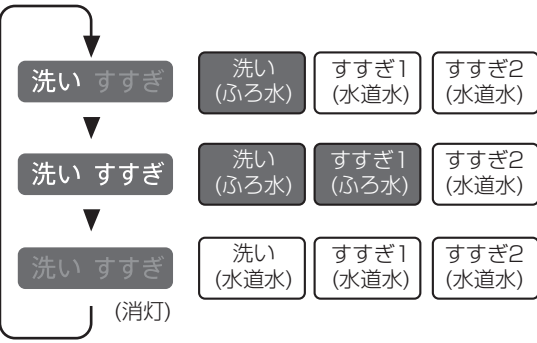 洗い すすぎ
洗い
(ふろ水)
すすぎ1
(水道水)
すすぎ2
(水道水)
洗い すすぎ
洗い
(ふろ水)
すすぎ1
(ふろ水)
すすぎ2
(水道水)
洗い すすぎ
(消灯)
洗い
(水道水)
すすぎ1
(水道水)
すすぎ2
(水道水)